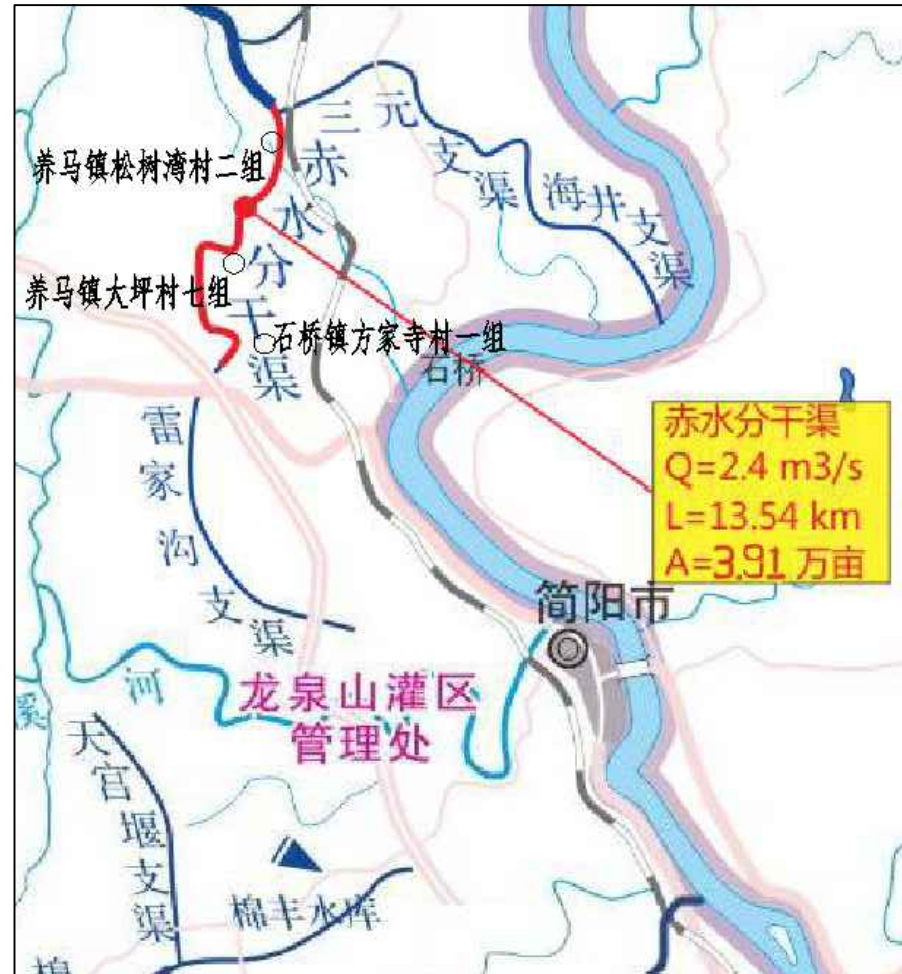 三元支渠
海井支渠
养马镇松树湾村二组
赤水分干渠
养马镇大坪村七组
石桥镇方家寺村一组
石桥
赤水分干渠
Q=2.4 m3/s
L=13.54 km
A=3.91 万亩
雷家沟支渠
简阳市
龙泉山灌区
管理处
溪河
天宫堰支渠
棉丰水库
棉